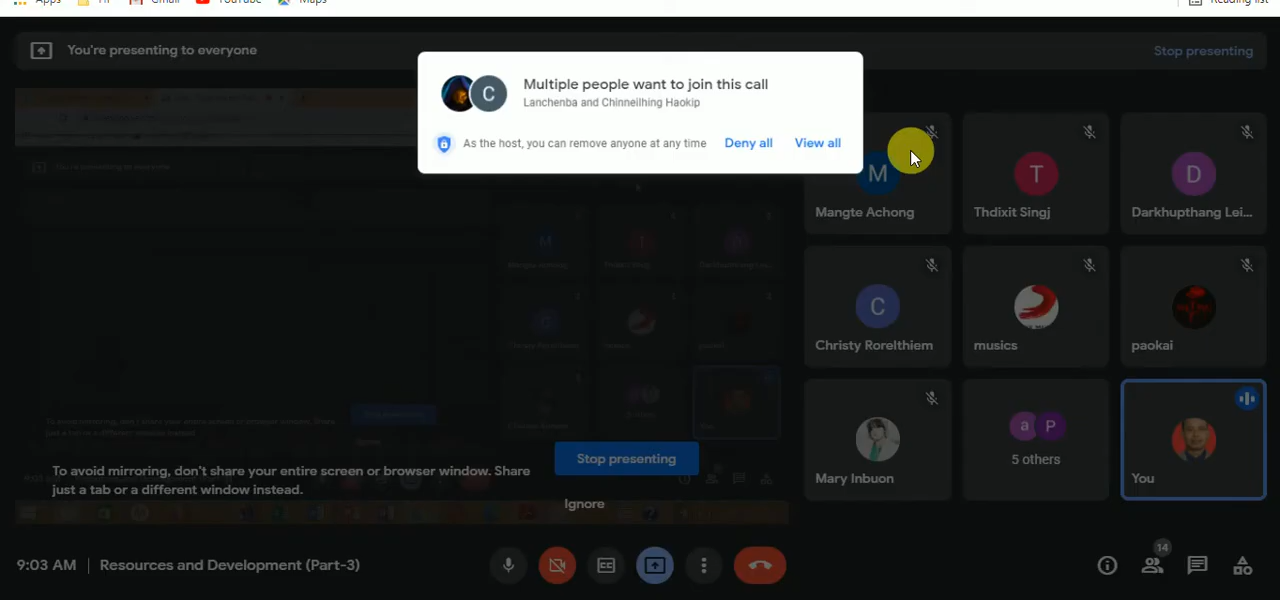 Apps Gmail YouTube Maps Reading list
You're presenting to everyone
Stop presenting
C
Multiple people want to join this call
Lanchenba and Chinneilhing Haokip
As the host, you can remove anyone at any time Deny all View all
M T D
Mangte Achong Thdixit Singj Darkhupthang Lei...
C
Christy Rorelthiem musics paokai
a P
5 others
Mary Inbuon You
To avoid mirroring, don't share your entire screen or browser window. Share
just a tab or a different window instead.
Stop presenting
Ignore
9:03 AM | Resources and Development (Part-3)
14